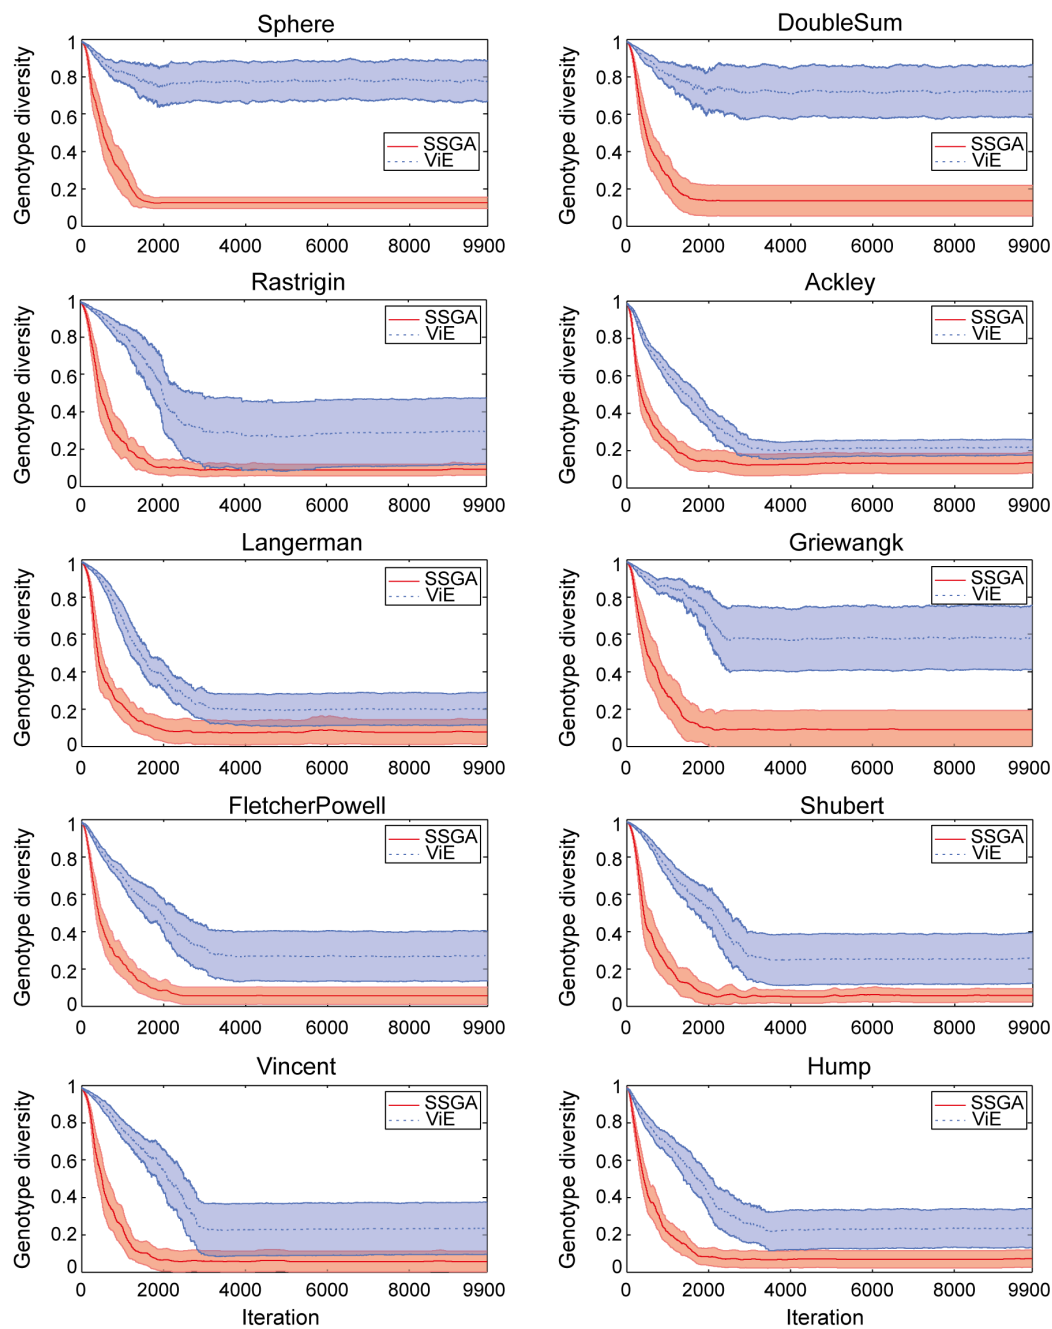 Sphere
Genotype diversity
1
0.8
0.6
0.4
0.2
0
SSGA
ViE
0 2000 4000 6000 8000 9900
DoubleSum
Genotype diversity
1
0.8
0.6
0.4
0.2
0
SSGA
ViE
0 2000 4000 6000 8000 9900
Rastrigin
Genotype diversity
1
0.8
0.6
0.4
0.2
0
SSGA
ViE
0 2000 4000 6000 8000 9900
Ackley
Genotype diversity
1
0.8
0.6
0.4
0.2
0
SSGA
ViE
0 2000 4000 6000 8000 9900
Langerman
Genotype diversity
1
0.8
0.6
0.4
0.2
0
SSGA
ViE
0 2000 4000 6000 8000 9900
Griewangk
Genotype diversity
1
0.8
0.6
0.4
0.2
0
SSGA
ViE
0 2000 4000 6000 8000 9900
FletcherPowell
Genotype diversity
1
0.8
0.6
0.4
0.2
0
SSGA
ViE
0 2000 4000 6000 8000 9900
Shubert
Genotype diversity
1
0.8
0.6
0.4
0.2
0
SSGA
ViE
0 2000 4000 6000 8000 9900
Vincent
Genotype diversity
1
0.8
0.6
0.4
0.2
0
SSGA
ViE
0 2000 4000 6000 8000 9900
Iteration
Hump
Genotype diversity
1
0.8
0.6
0.4
0.2
0
SSGA
ViE
0 2000 4000 6000 8000 9900
Iteration